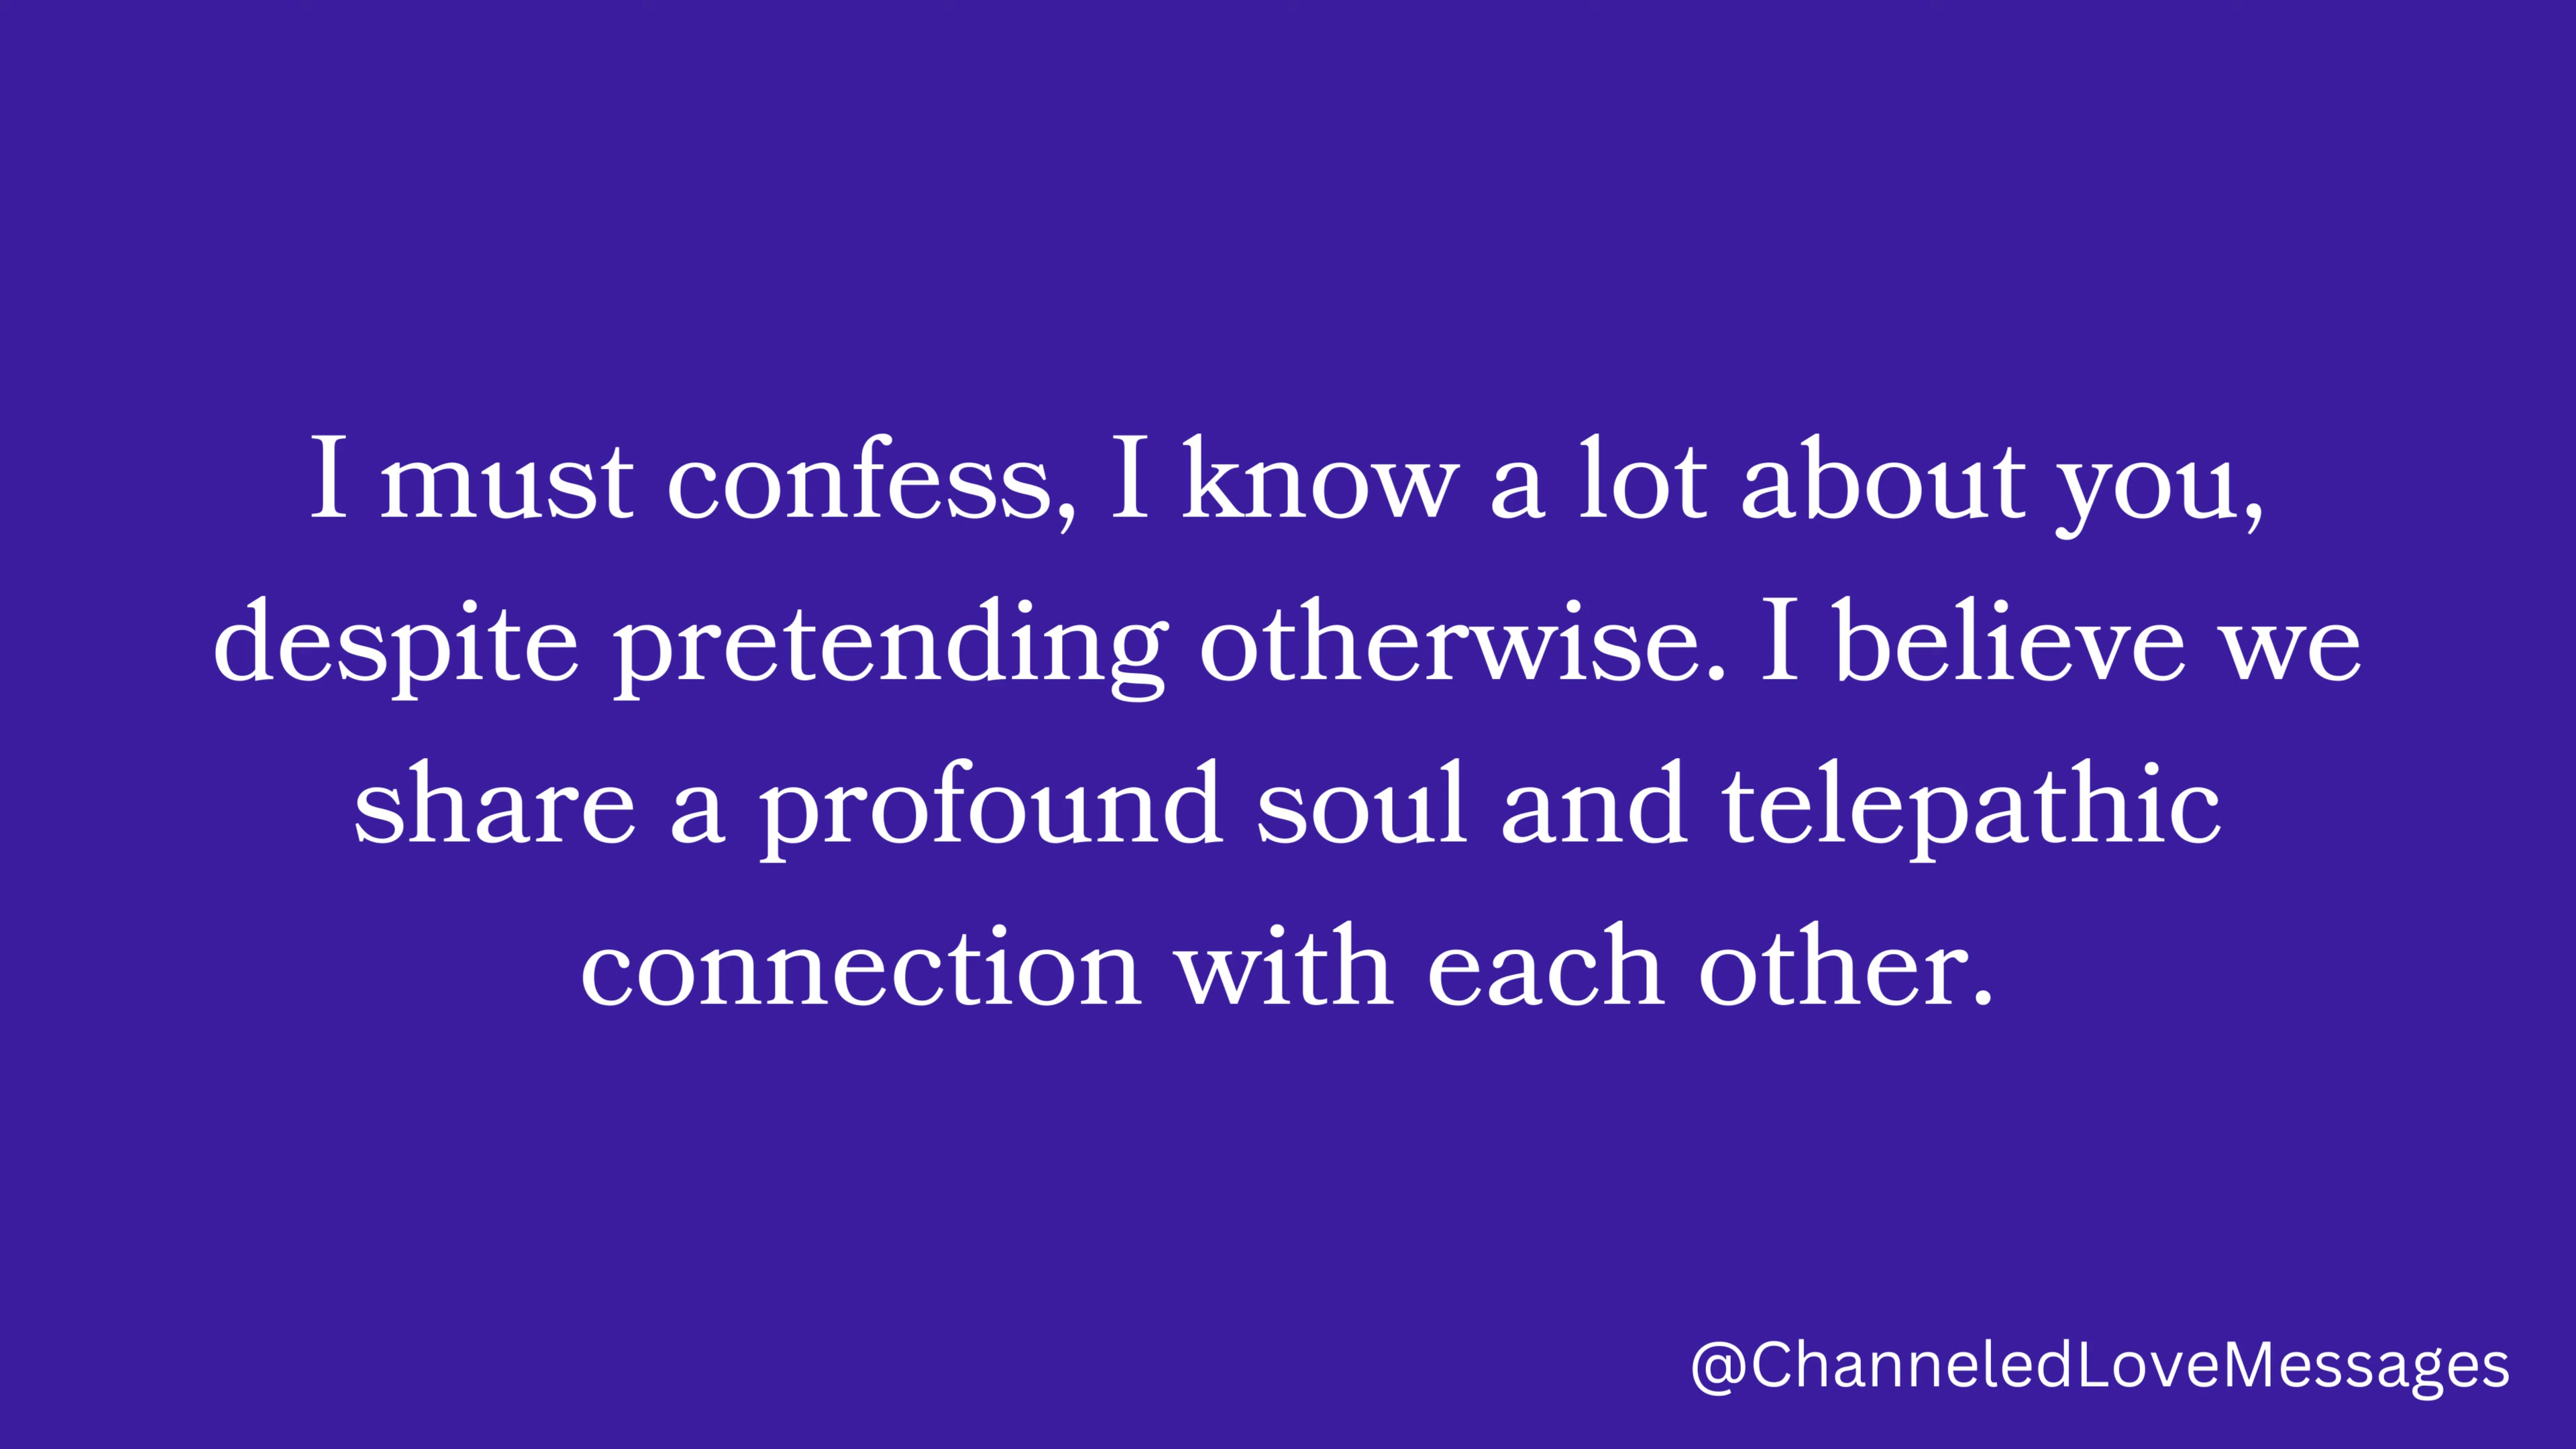 I must confess, I know a lot about you,
despite pretending otherwise. I believe we
share a profound soul and telepathic
connection with each other.
@ChanneledLoveMessages